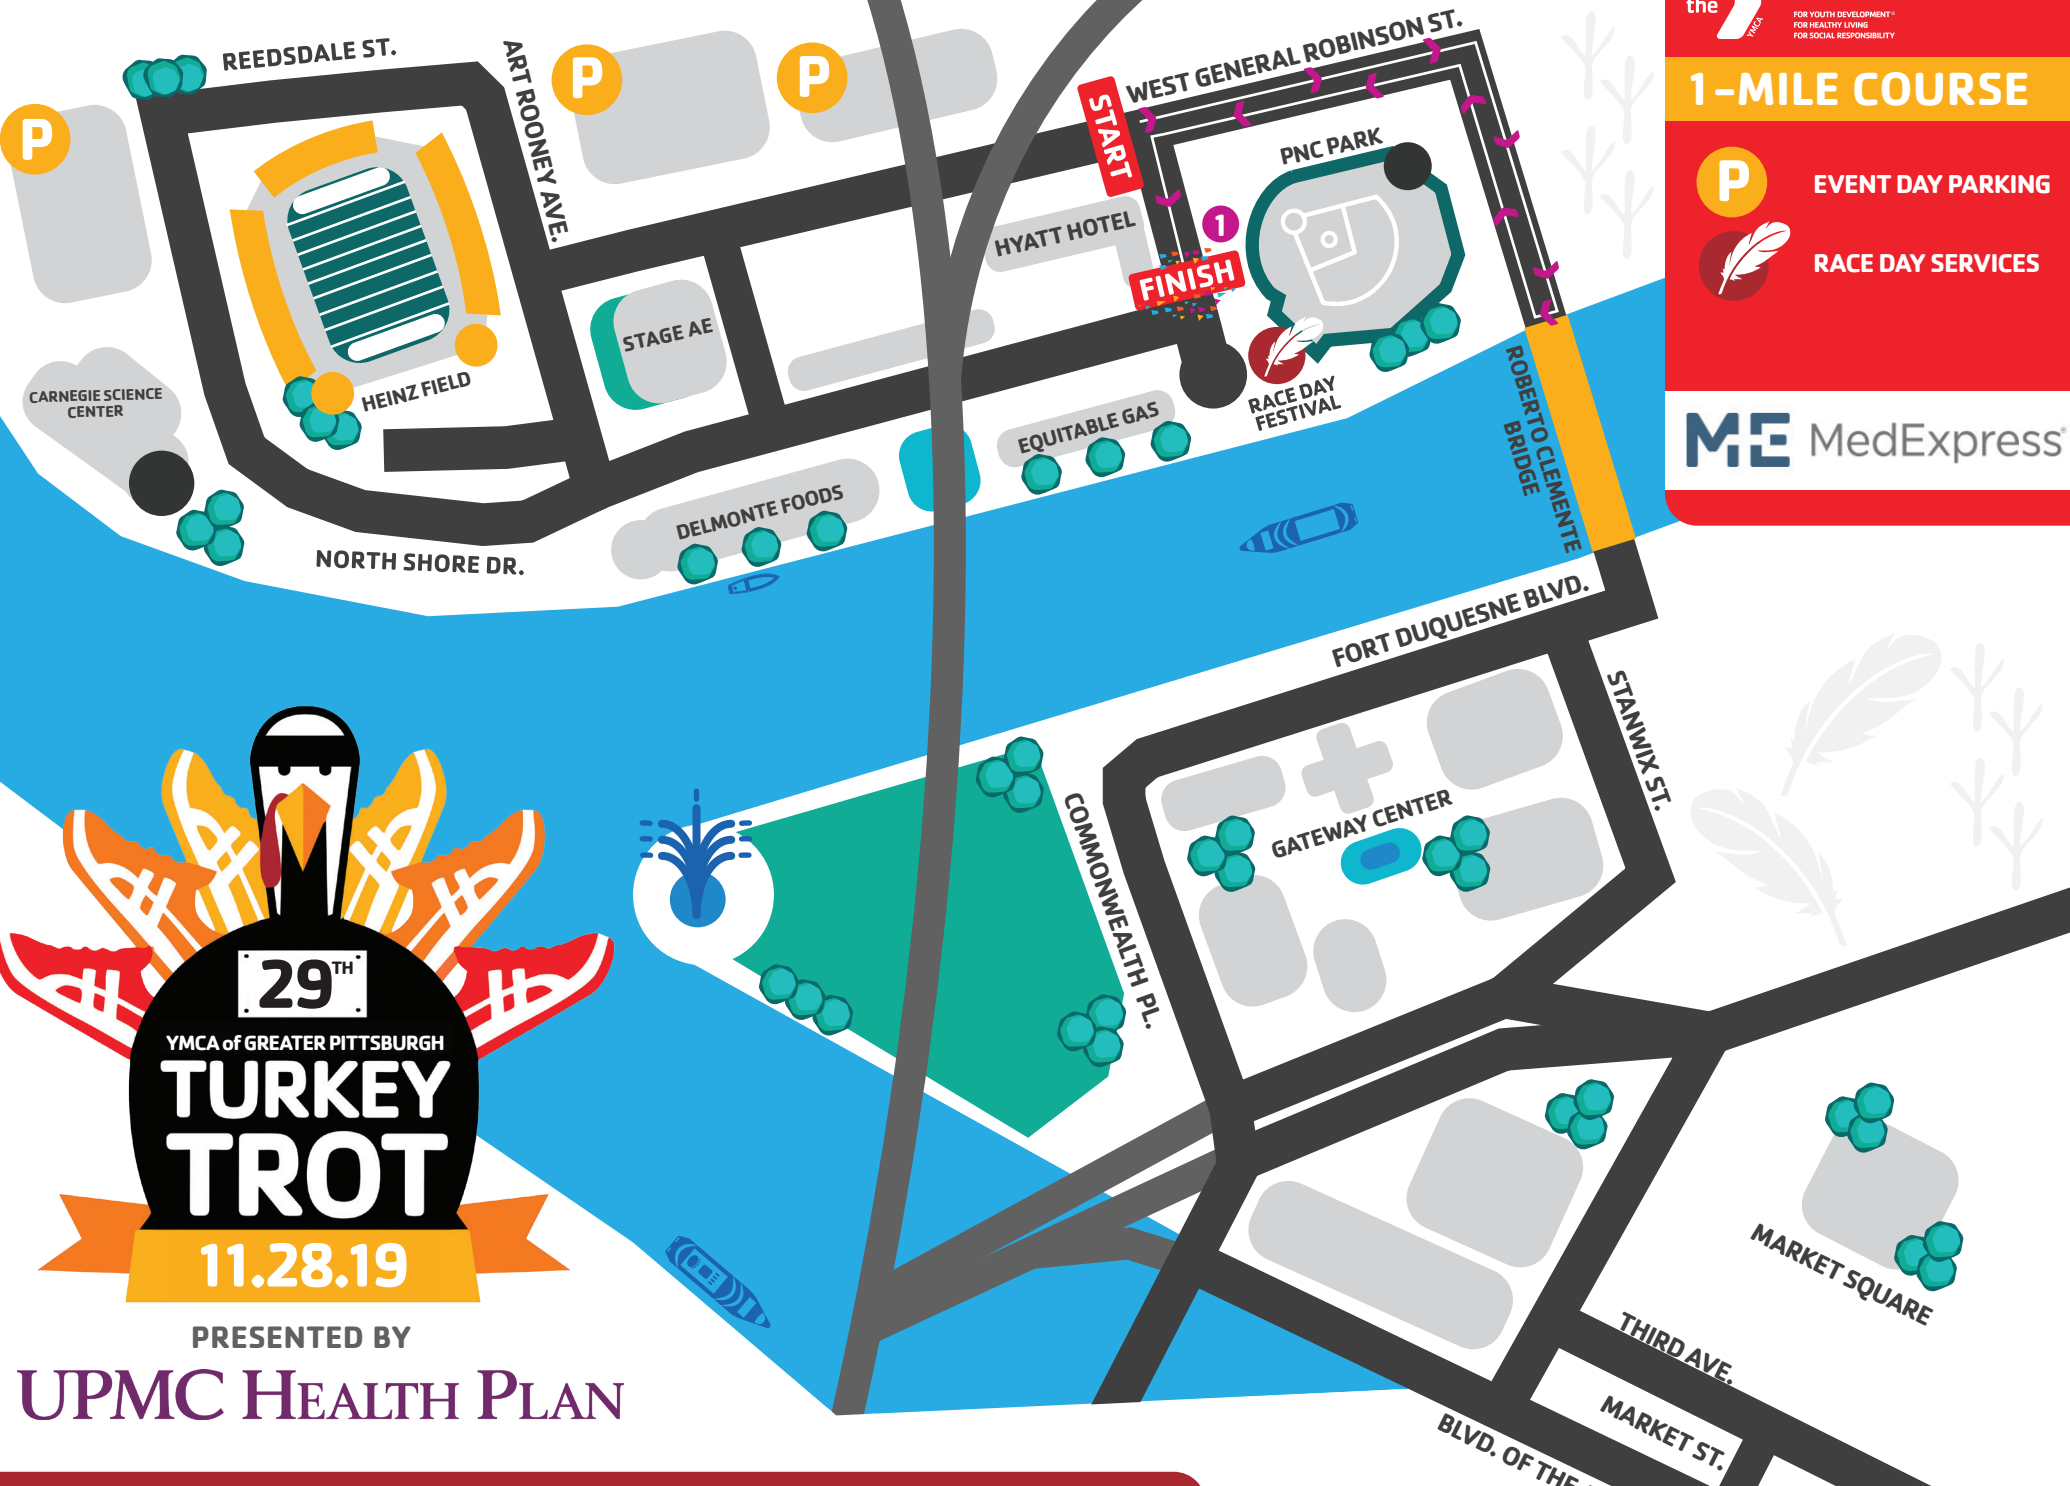 the
YMCA
FOR YOUTH DEVELOPMENT®
FOR HEALTHY LIVING
FOR SOCIAL RESPONSIBILITY
1-MILE COURSE
P
EVENT DAY PARKING
RACE DAY SERVICES
ME MedExpress®
REEDSDALE ST.
ART ROONEY AVE.
P
P
P
WEST GENERAL ROBINSON ST.
START
PNC PARK
1
HYATT HOTEL
FINISH
STAGE AE
HEINZ FIELD
CARNEGIE SCIENCE
CENTER
RACE DAY
FESTIVAL
EQUITABLE GAS
ROBERTO CLEMENTE
BRIDGE
DELMONTE FOODS
NORTH SHORE DR.
FORT DUQUESNE BLVD.
STANWIX ST.
COMMONWEALTH PL.
GATEWAY CENTER
29TH
YMCA of GREATER PITTSBURGH
TURKEY
TROT
11.28.19
PRESENTED BY
UPMC HEALTH PLAN
MARKET SQUARE
THIRD AVE.
MARKET ST.
BLVD. OF THE